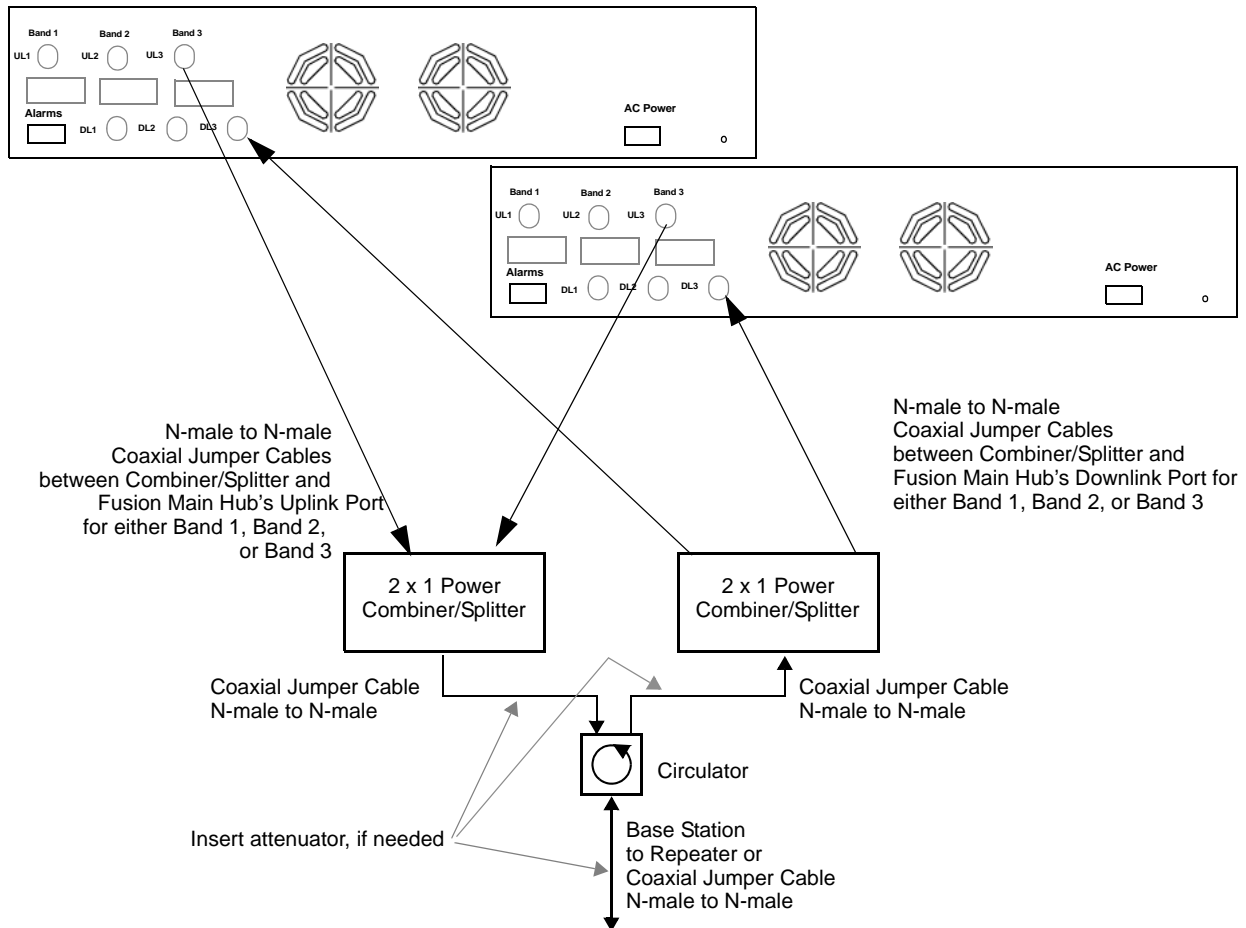 Band 1
Band 2
Band 3
UL1
UL2
UL3
Alarms
DL1
DL2
DL3
AC Power
Band 1
Band 2
Band 3
UL1
UL2
UL3
Alarms
DL1
DL2
DL3
AC Power
N-male to N-male
Coaxial Jumper Cables
between Combiner/Splitter and
Fusion Main Hub's Uplink Port
for either Band 1, Band 2,
or Band 3
N-male to N-male
Coaxial Jumper Cables
between Combiner/Splitter and
Fusion Main Hub's Downlink Port for
either Band 1, Band 2, or Band 3
2 x 1 Power
Combiner/Splitter
2 x 1 Power
Combiner/Splitter
Coaxial Jumper Cable
N-male to N-male
Coaxial Jumper Cable
N-male to N-male
Circulator
Insert attenuator, if needed
Base Station
to Repeater or
Coaxial Jumper Cable
N-male to N-male